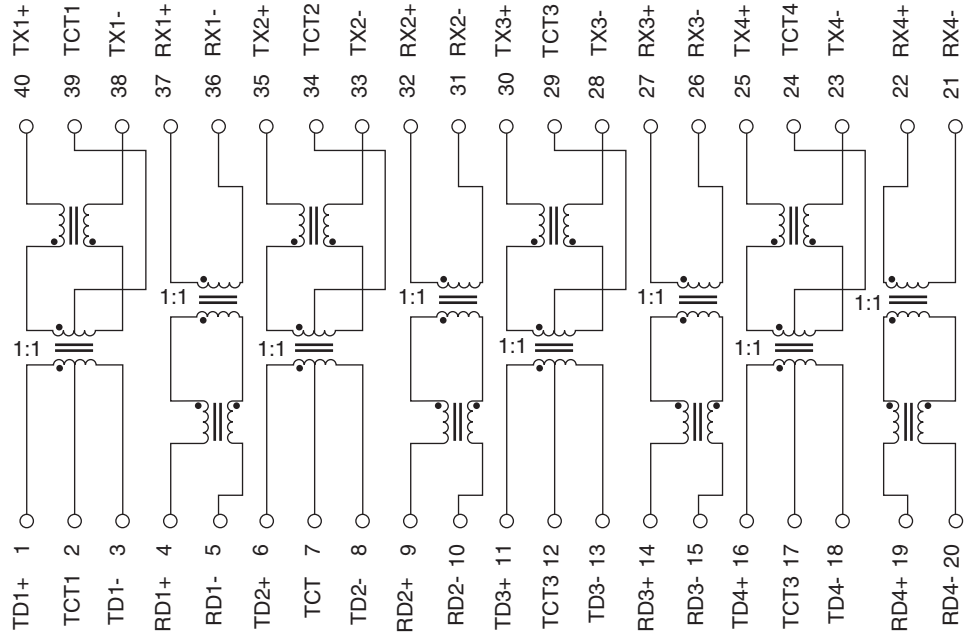 TX1+
TCT1
TX1-
RX1+
RX1-
TX2+
TCT2
TX2-
RX2+
RX2-
TX3+
TCT3
TX3-
RX3+
RX3-
TX4+
TCT4
TX4-
RX4+
RX4-
40
39
38
37
36
35
34
33
32
31
30
29
28
27
26
25
24
23
22
21
1:1
1:1
1:1
1:1
1:1
1:1
1:1
1:1
TD1+ 1
TCT1 2
TD1- 3
RD1+ 4
RD1- 5
TD2+ 6
TCT 7
TD2- 8
RD2+ 9
RD2- 10
TD3+ 11
TCT3 12
TD3- 13
RD3+ 14
RD3- 15
TD4+ 16
TCT3 17
TD4- 18
RD4+ 19
RD4- 20